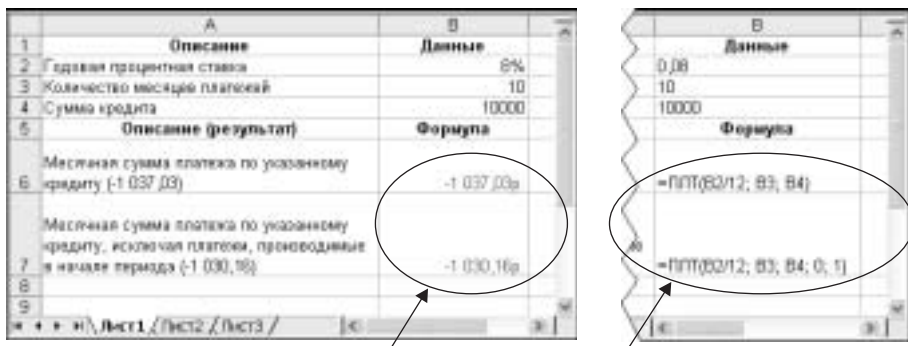 A B
1 Описание Данные
2 Годовая процентная ставка 8%
3 Количество месяцев платежей 10
4 Сумма кредита 10000
5 Описание (результат) Формула
Месячная сумма платежа по указанному
6 кредиту (-1 037,03) -1 037,03р
Месячная сумма платежа по указанному
кредиту, исключая платежи, производимые
7 в начале периода (-1 030,16) -1 030,16р
8
9
Лист1 / Лист2 / Лист3 /
B
Данные
0,08
10
10000
Формула
=ПЛТ(B2/12; B3; B4)
=ПЛТ(B2/12; B3; B4; 0; 1)